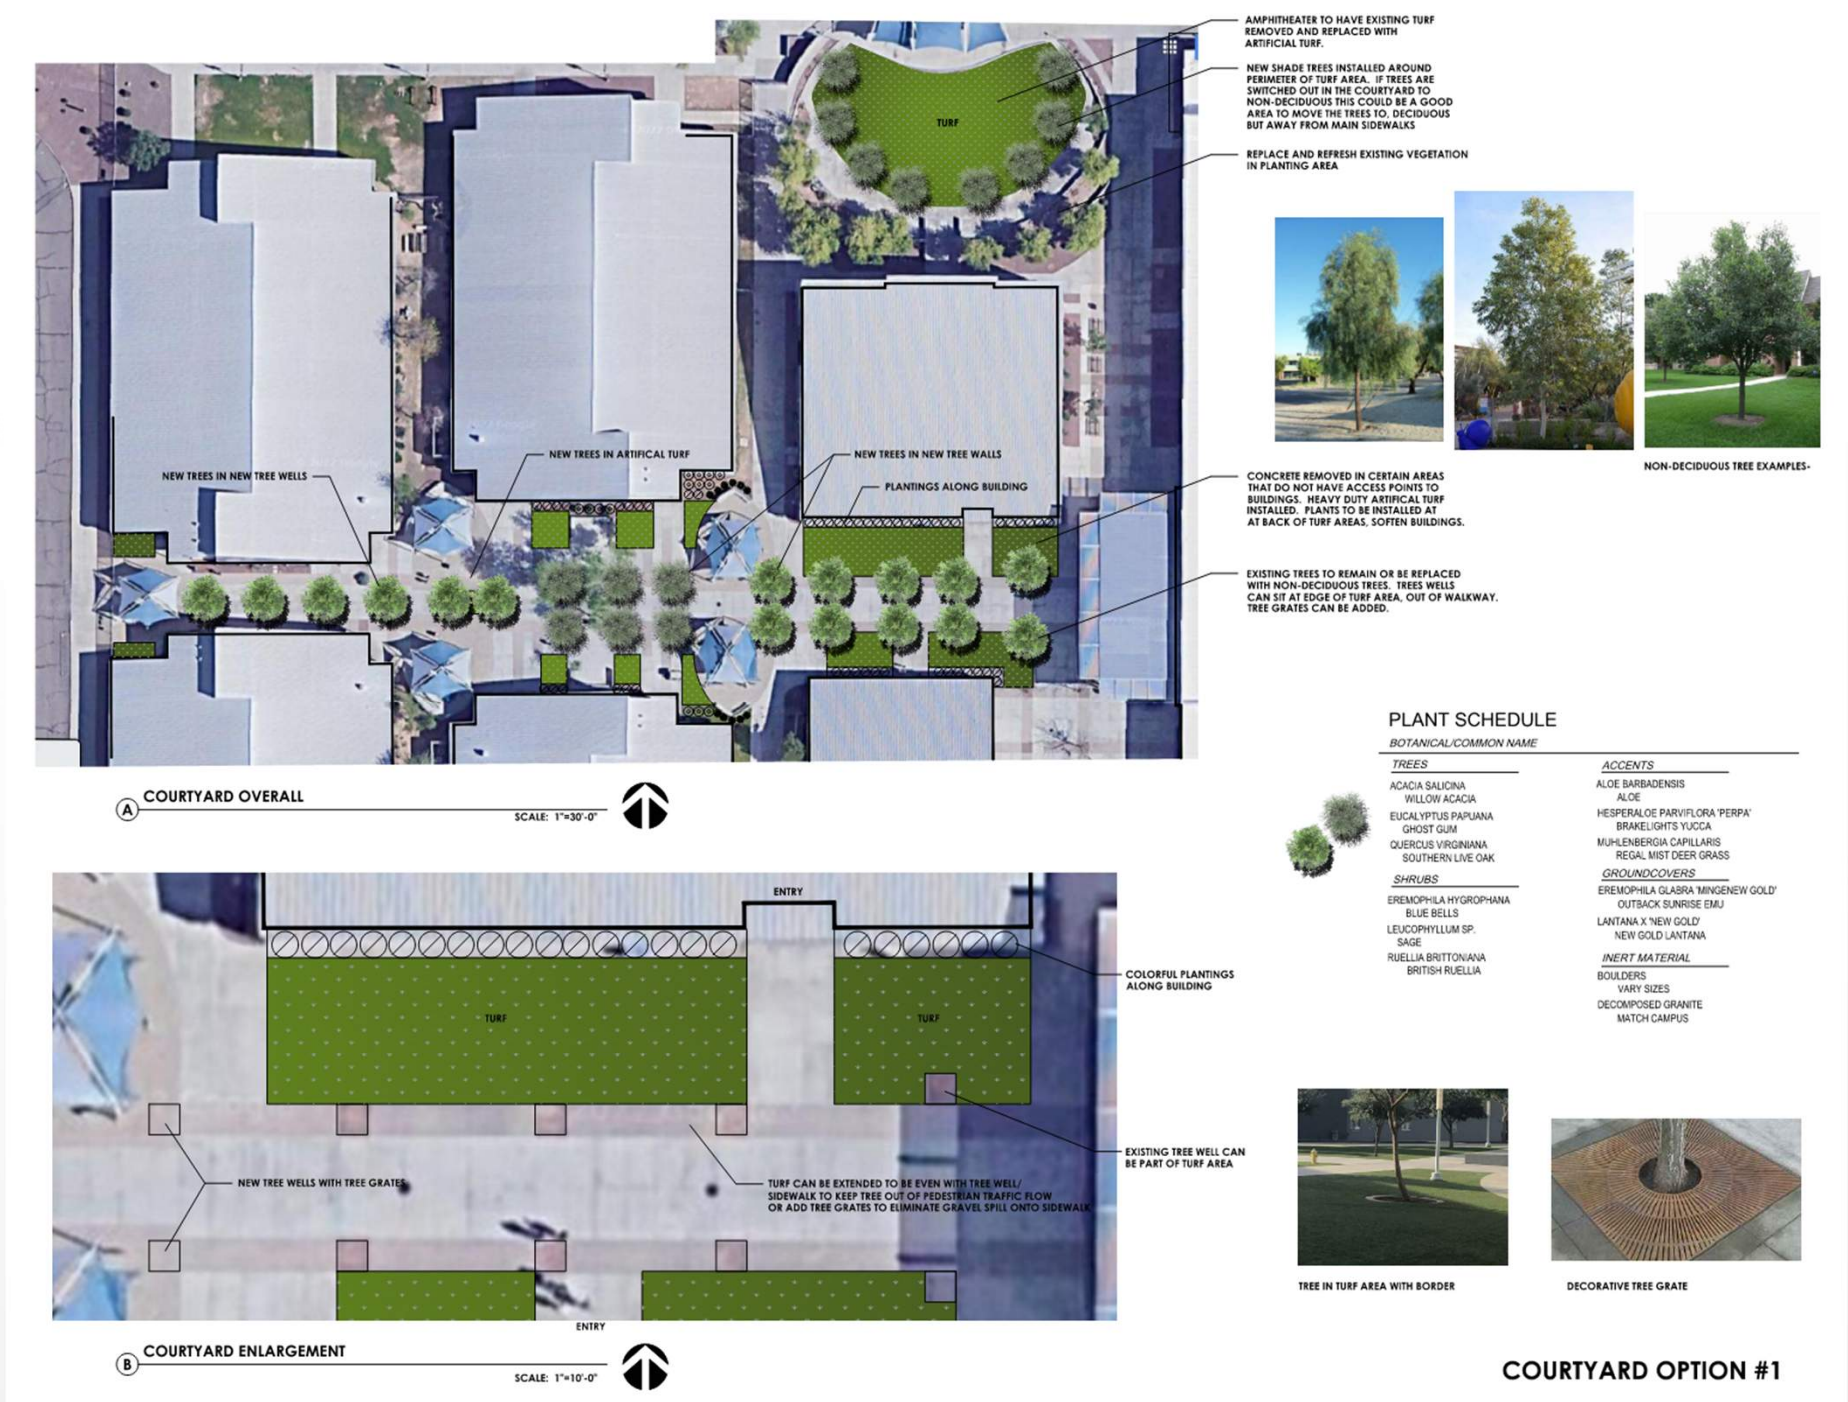 AMPHITHEATER TO HAVE EXISTING TURF
REMOVED AND REPLACED WITH
ARTIFICIAL TURF.
NEW SHADE TREES INSTALLED AROUND
PERIMETER OF TURF AREA. IF TREES ARE
SWITCHED OUT IN THE COURTYARD TO
NON-DECIDUOUS THIS COULD BE A GOOD
AREA TO MOVE THE TREES TO, DECIDUOUS
BUT AWAY FROM MAIN SIDEWALKS
TURF
REPLACE AND REFRESH EXISTING VEGETATION
IN PLANTING AREA
NON-DECIDUOUS TREE EXAMPLES-
NEW TREES IN NEW TREE WELLS
NEW TREES IN ARTIFICAL TURF
NEW TREES IN NEW TREE WALLS
PLANTINGS ALONG BUILDING
CONCRETE REMOVED IN CERTAIN AREAS
THAT DO NOT HAVE ACCESS POINTS TO
BUILDINGS. HEAVY DUTY ARTIFICAL TURF
INSTALLED. PLANTS TO BE INSTALLED AT
AT BACK OF TURF AREAS, SOFTEN BUILDINGS.
EXISTING TREES TO REMAIN OR BE REPLACED
WITH NON-DECIDUOUS TREES. TREES WELLS
CAN SIT AT EDGE OF TURF AREA, OUT OF WALKWAY.
TREE GRATES CAN BE ADDED.
A
COURTYARD OVERALL
SCALE: 1"=30'-0"
PLANT SCHEDULE
BOTANICAL/COMMON NAME
TREES
ACACIA SALICINA
WILLOW ACACIA
EUCALYPTUS PAPUANA
GHOST GUM
QUERCUS VIRGINIANA
SOUTHERN LIVE OAK
SHRUBS
EREMOPHILA HYGROPHANA
BLUE BELLS
LEUCOPHYLLUM SP.
SAGE
RUELLIA BRITTONIANA
BRITISH RUELLIA
ACCENTS
ALOE BARBADENSIS
ALOE
HESPERALOE PARVIFLORA 'PERPA'
BRAKELIGHTS YUCCA
MUHLENBERGIA CAPILLARIS
REGAL MIST DEER GRASS
GROUNDCOVERS
EREMOPHILA GLABRA 'MINGENEW GOLD'
OUTBACK SUNRISE EMU
LANTANA X 'NEW GOLD'
NEW GOLD LANTANA
INERT MATERIAL
BOULDERS
VARY SIZES
DECOMPOSED GRANITE
MATCH CAMPUS
ENTRY
TURF
TURF
COLORFUL PLANTINGS
ALONG BUILDING
EXISTING TREE WELL CAN
BE PART OF TURF AREA
NEW TREE WELLS WITH TREE GRATES
TURF CAN BE EXTENDED TO BE EVEN WITH TREE WELL/
SIDEWALK TO KEEP TREE OUT OF PEDESTRIAN TRAFFIC FLOW
OR ADD TREE GRATES TO ELIMINATE GRAVEL SPILL ONTO SIDEWALK
ENTRY
B
COURTYARD ENLARGEMENT
SCALE: 1"=10'-0"
TREE IN TURF AREA WITH BORDER
DECORATIVE TREE GRATE
COURTYARD OPTION #1